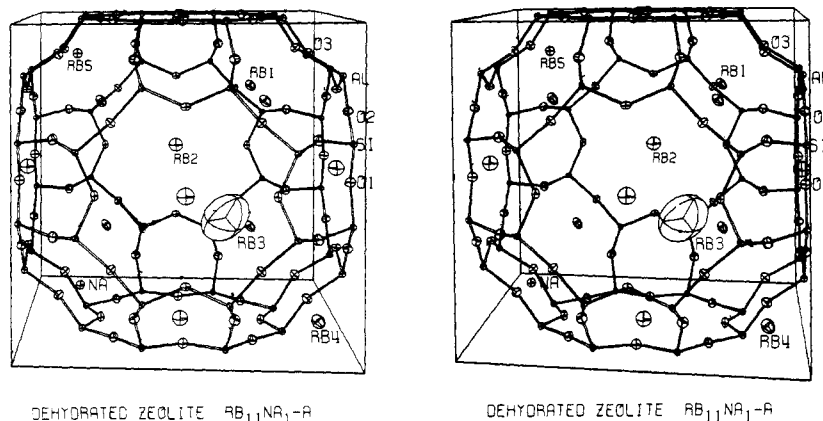 O3 O3
RB5 RB1 RB5 RB1
AL
O2
RB2 SI RB2 SI
O1
RB3 RB3
NA NA
RB4 RB4
DEHYDRATED ZEOLITE RB₁₁NA₁-A DEHYDRATED ZEOLITE RB₁₁NA₁-A